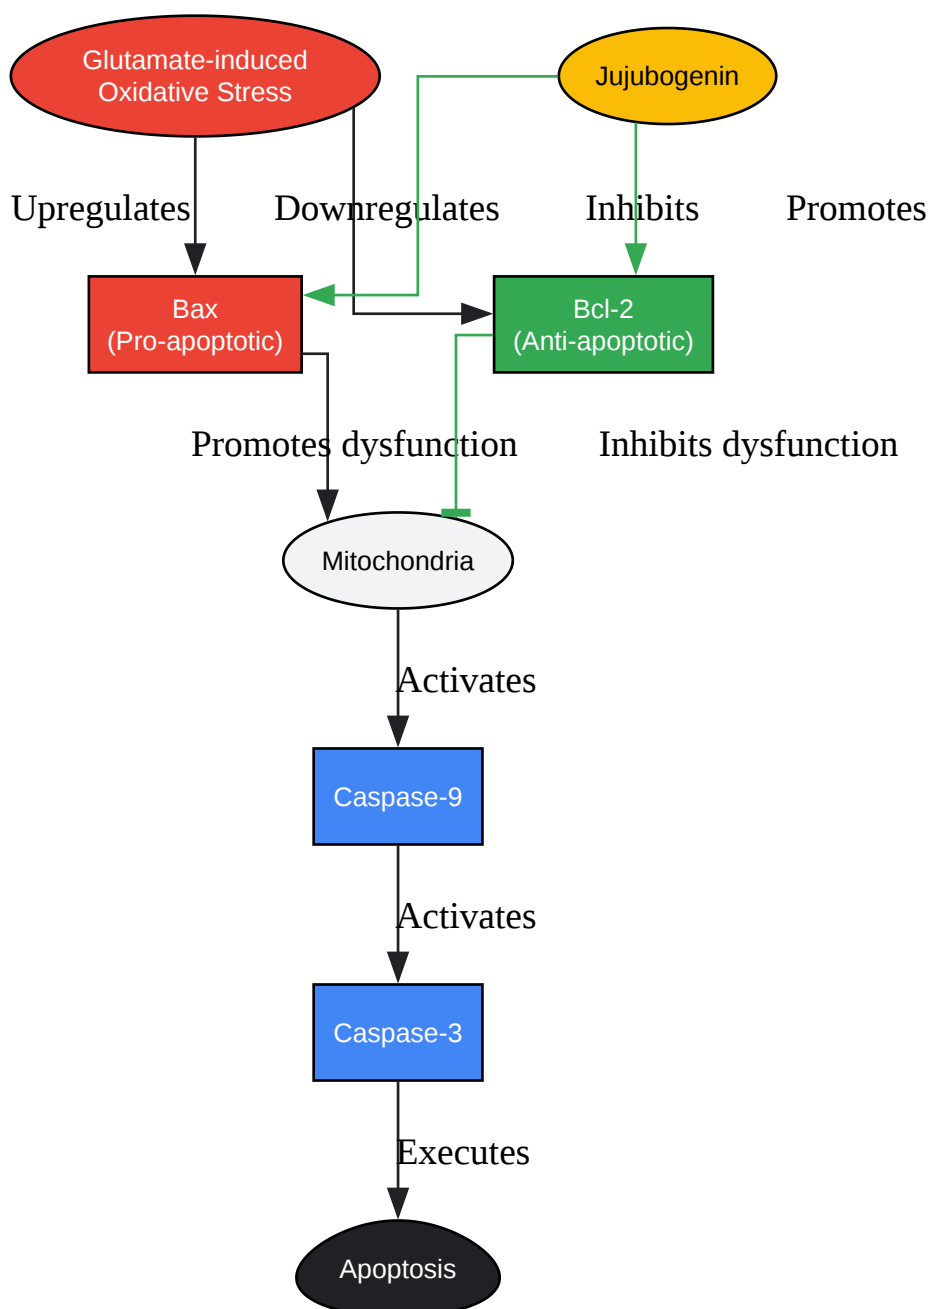 Glutamate-induced
Oxidative Stress
Jujubogenin
Upregulates
Downregulates
Inhibits
Promotes
Bax
(Pro-apoptotic)
Bcl-2
(Anti-apoptotic)
Promotes dysfunction
Inhibits dysfunction
Mitochondria
Activates
Caspase-9
Activates
Caspase-3
Executes
Apoptosis